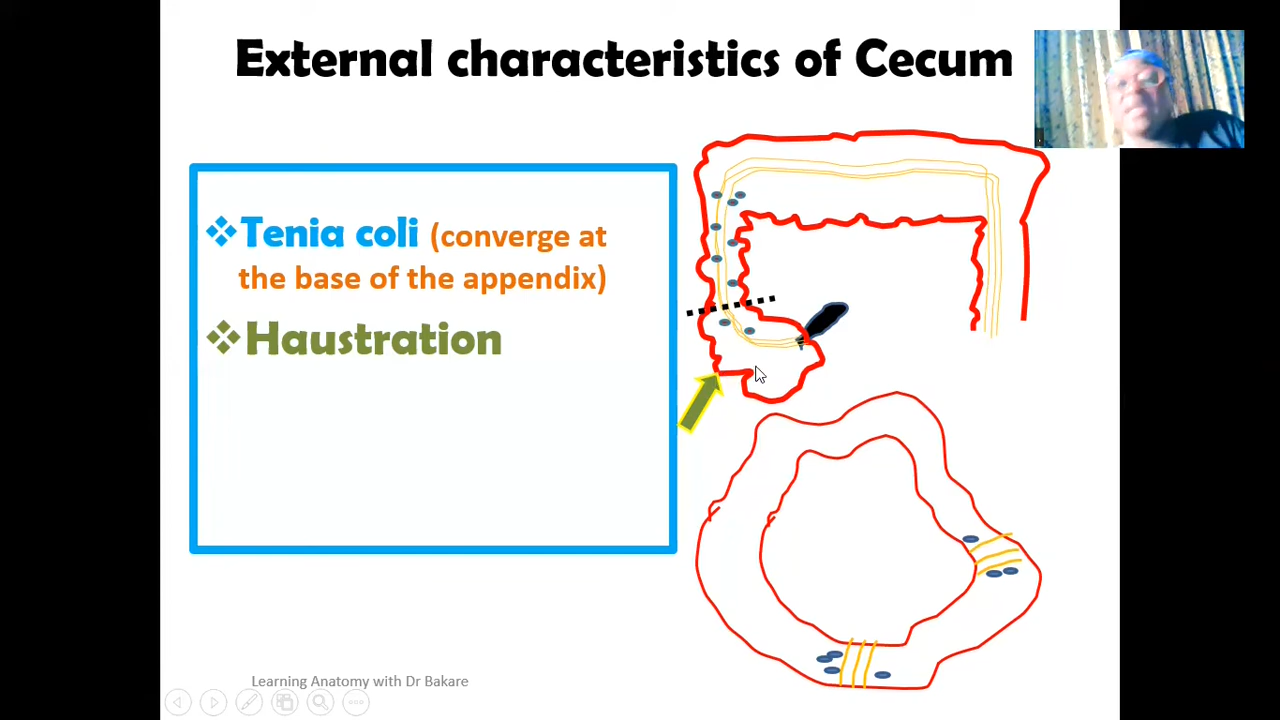 External characteristics of Cecum
❖Tenia coli (converge at
the base of the appendix)
❖Haustration
Learning Anatomy with Dr Bakare